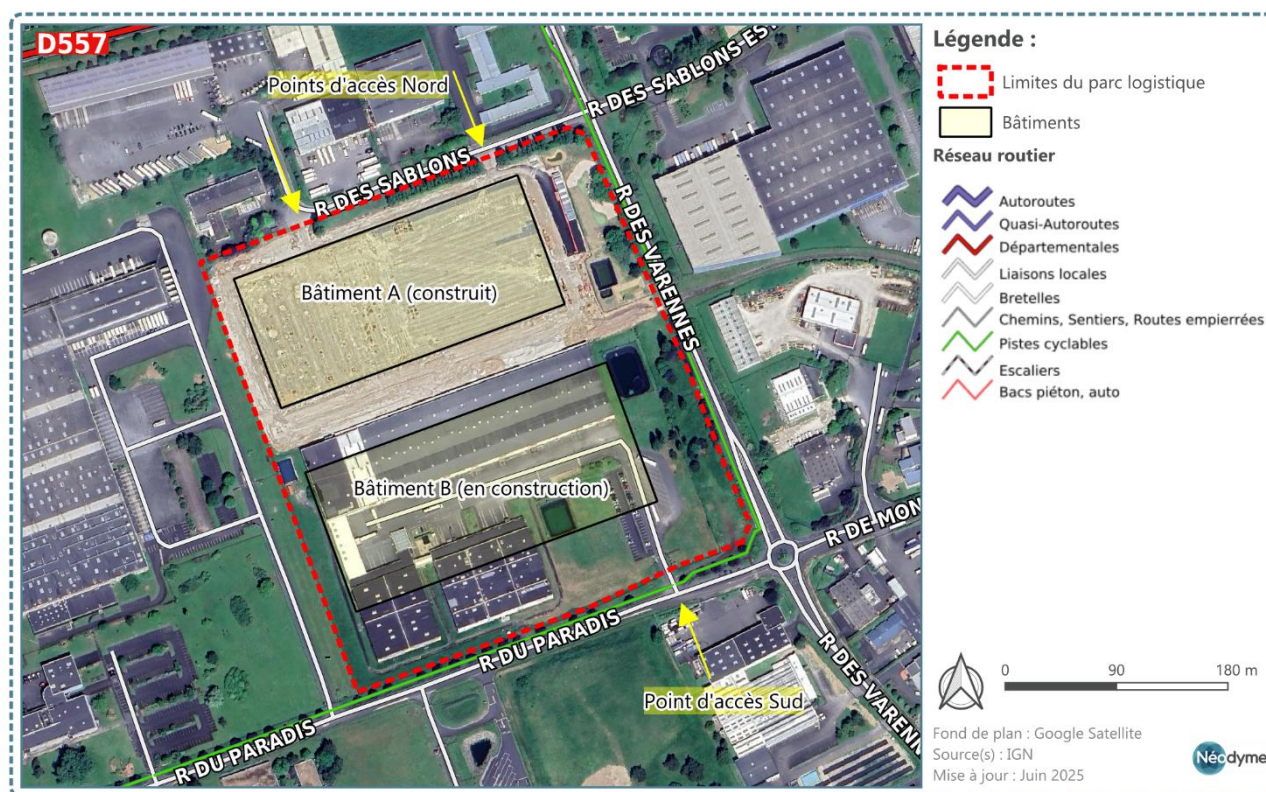 D557
Points d'accès Nord
R DES SABLONS EST
R DES SABLONS
R DES VARENNES
Bâtiment A (construit)
Bâtiment B (en construction)
R DE MON
R DU PARADIS
Point d'accès Sud
R DES VARENN
R DU PARADIS
Légende :
Limites du parc logistique
Bâtiments
Réseau routier
Autoroutes
Quasi-Autoroutes
Départementales
Liaisons locales
Bretelles
Chemins, Sentiers, Routes empierrées
Pistes cyclables
Escaliers
Bacs piéton, auto
0 90 180 m
Fond de plan : Google Satellite
Source(s) : IGN
Mise à jour : Juin 2025
Néodyme